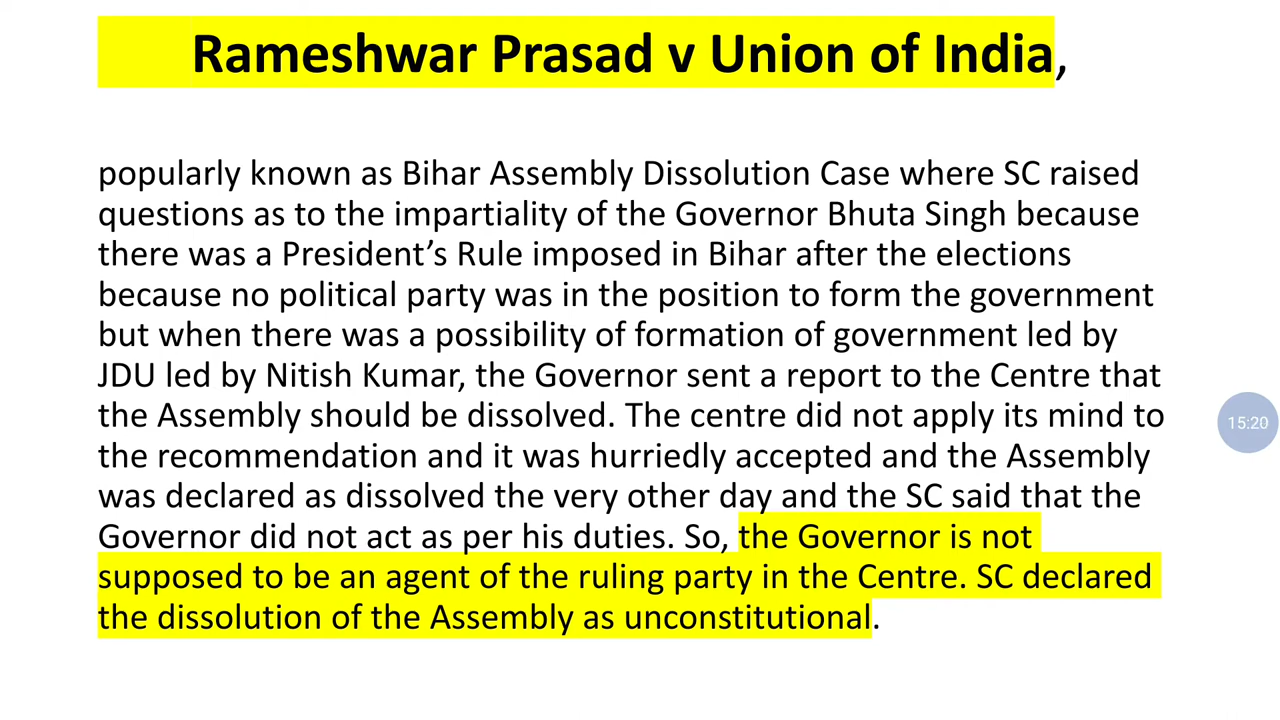 Rameshwar Prasad v Union of India,
popularly known as Bihar Assembly Dissolution Case where SC raised
questions as to the impartiality of the Governor Bhuta Singh because
there was a President’s Rule imposed in Bihar after the elections
because no political party was in the position to form the government
but when there was a possibility of formation of government led by
JDU led by Nitish Kumar, the Governor sent a report to the Centre that
the Assembly should be dissolved. The centre did not apply its mind to
the recommendation and it was hurriedly accepted and the Assembly
was declared as dissolved the very other day and the SC said that the
Governor did not act as per his duties. So, the Governor is not
supposed to be an agent of the ruling party in the Centre. SC declared
the dissolution of the Assembly as unconstitutional.
15:20